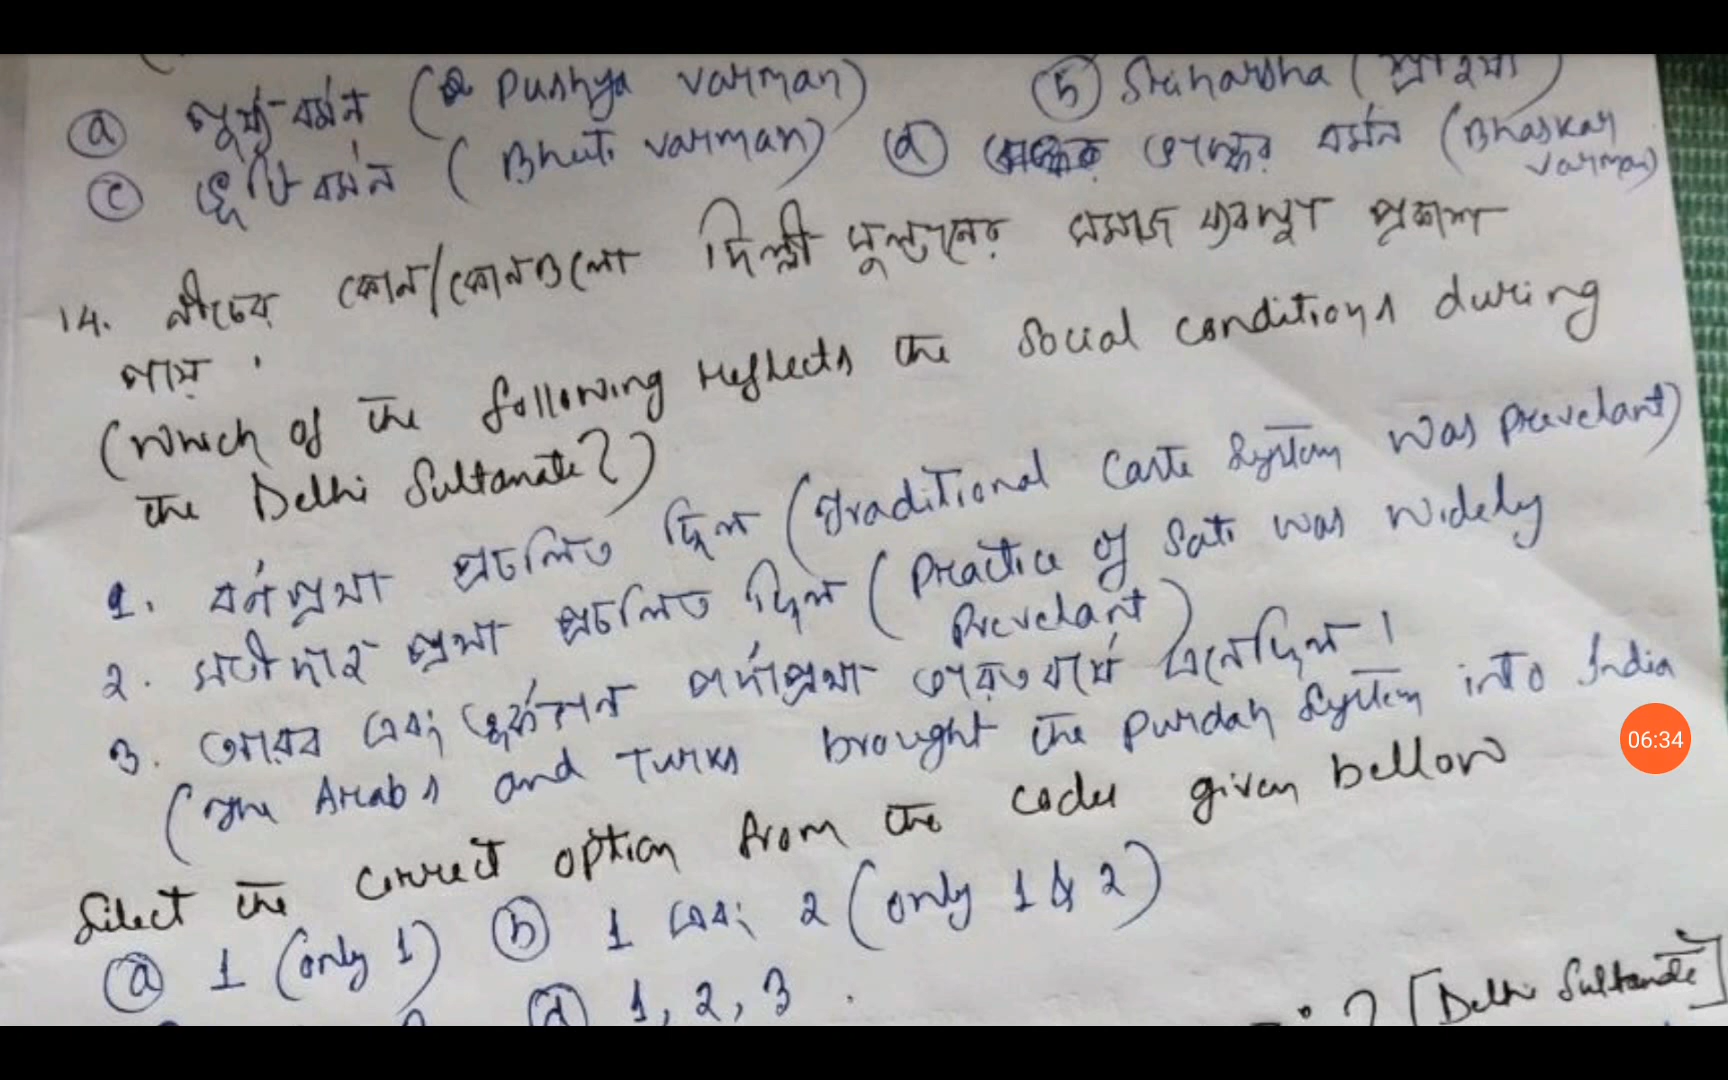 ⓐ পুষ্য বর্মন (Pushya Varman) ⓑ Sriharsha (শ্রীহর্ষ)
ⓒ ভূতি বর্মন (Bhuti Varman) ⓓ ভাস্কর বর্মন (Bhaskar Varman)
14. নীচের কোন/কোনগুলো দিল্লী সুলতানের সমাজ ব্যবস্থা প্রকাশ
পায়.
(Which of the following reflects the social conditions during
the Delhi Sultanate?)
1. বর্ণপ্রথা প্রচলিত ছিল (Traditional Caste System was prevelant)
2. সতীদাহ প্রথা প্রচলিত ছিল (Practice of Sati was widely
prevelant)
3. আরব এবং তুর্কগণ পর্দাপ্রথা ভারতবর্ষে এনেছিল।
(The Arabs and Turks brought the purdah system into India
Select the correct option from the codes given bellow
ⓐ 1 (only 1) ⓑ 1 এবং 2 (only 1 & 2)
ⓓ 1, 2, 3.
? [Delhi Sultanate]
06:34